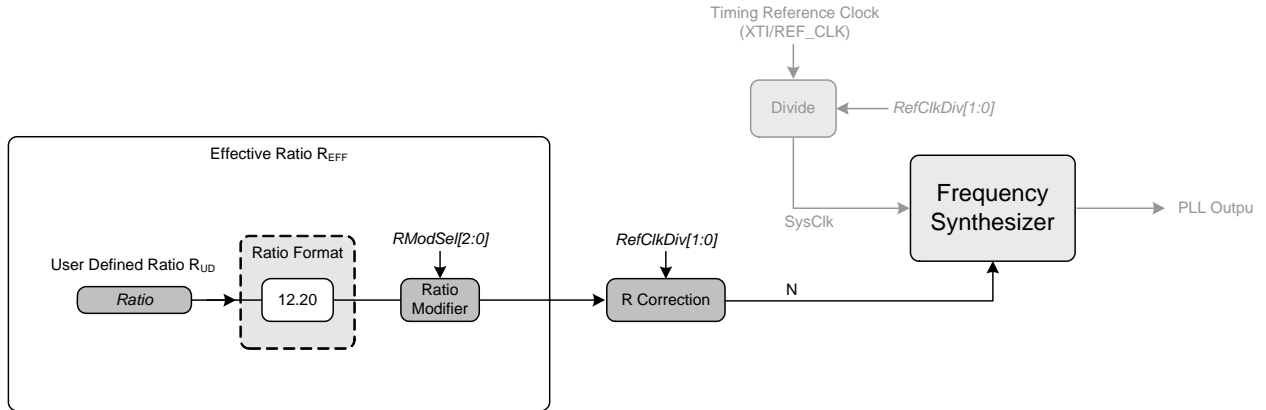 Timing Reference Clock
(XTI/REF_CLK)
Divide
RefClkDiv[1:0]
Effective Ratio REFF
Frequency
Synthesizer
SysClk
PLL Outpu
RModSel[2:0]
RefClkDiv[1:0]
Ratio Format
User Defined Ratio RUD
Ratio
12.20
Ratio
Modifier
R Correction
N